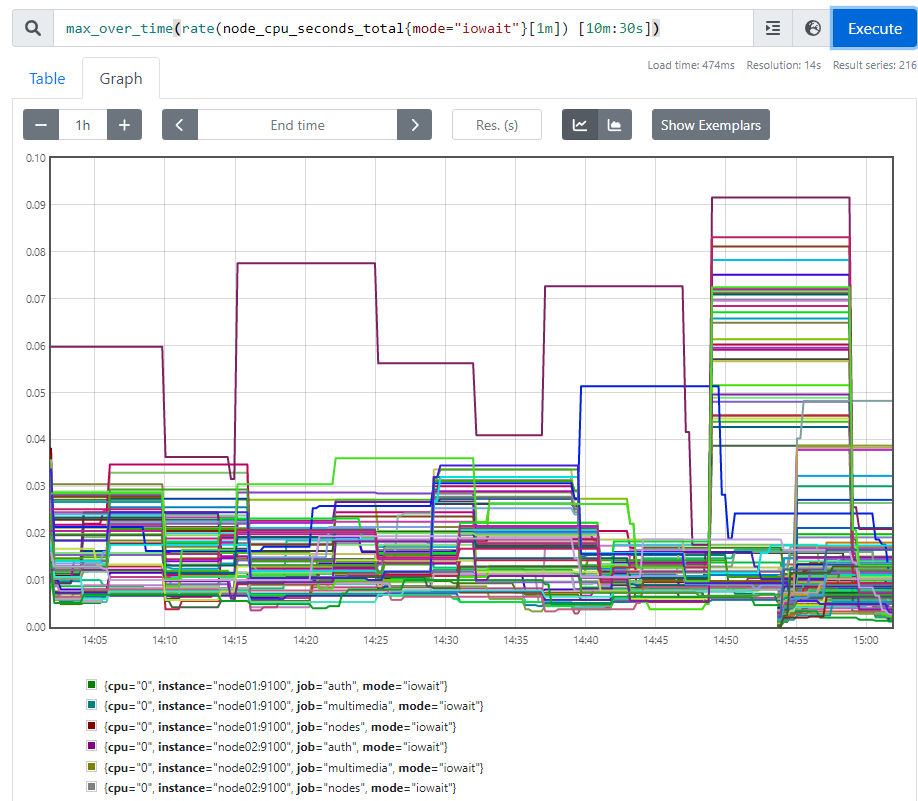 max_over_time(rate(node_cpu_seconds_total{mode="iowait"}[1m]) [10m:30s])
Execute
Load time: 474ms Resolution: 14s Result series: 216
Table Graph
1h End time Res. (s) Show Exemplars
0.10
0.09
0.08
0.07
0.06
0.05
0.04
0.03
0.02
0.01
0.00
14:05 14:10 14:15 14:20 14:25 14:30 14:35 14:40 14:45 14:50 14:55 15:00
{cpu="0", instance="node01:9100", job="auth", mode="iowait"}
{cpu="0", instance="node01:9100", job="multimedia", mode="iowait"}
{cpu="0", instance="node01:9100", job="nodes", mode="iowait"}
{cpu="0", instance="node02:9100", job="auth", mode="iowait"}
{cpu="0", instance="node02:9100", job="multimedia", mode="iowait"}
{cpu="0", instance="node02:9100", job="nodes", mode="iowait"}